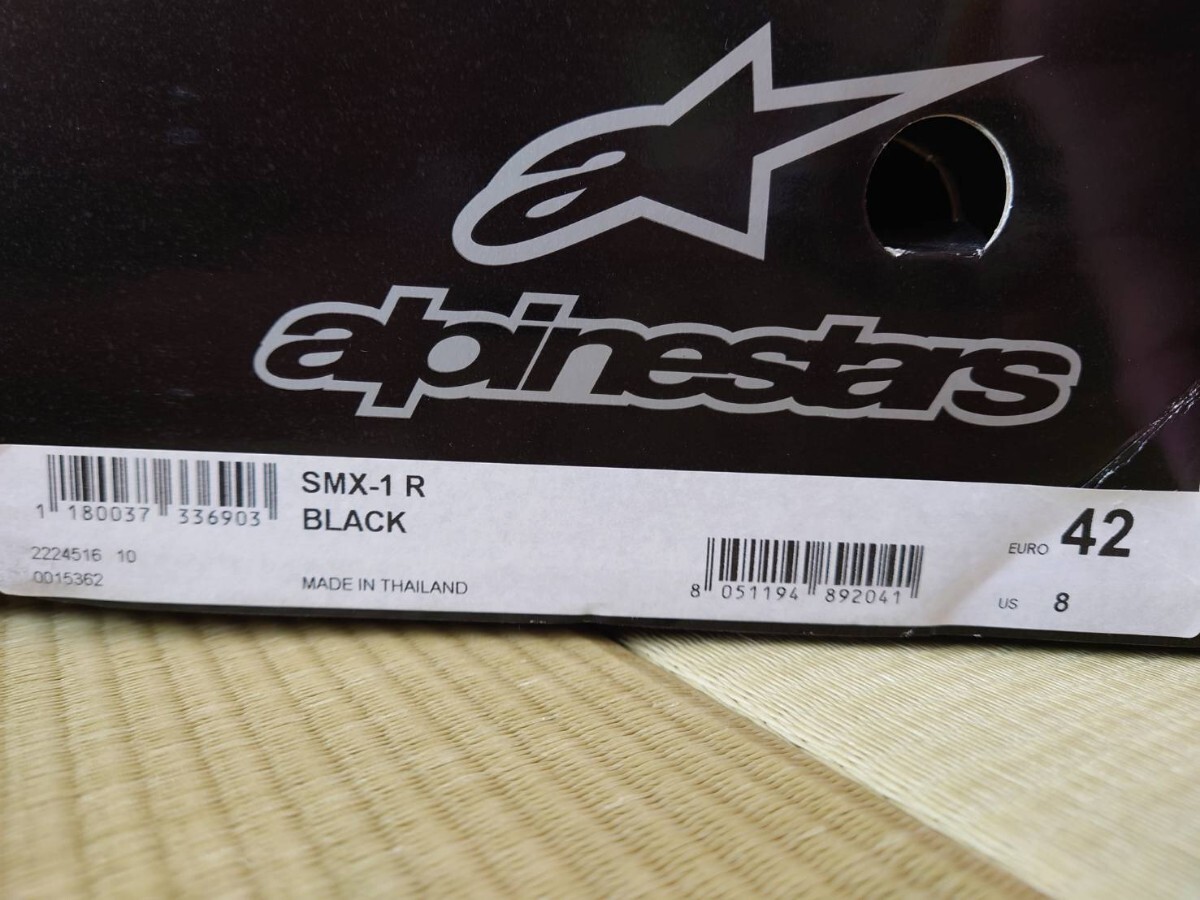 alpinestars
SMX-1 R
BLACK
1 180037 336903
2224516 10
0015362
MADE IN THAILAND
8 051194 892041
EURO 42
US 8